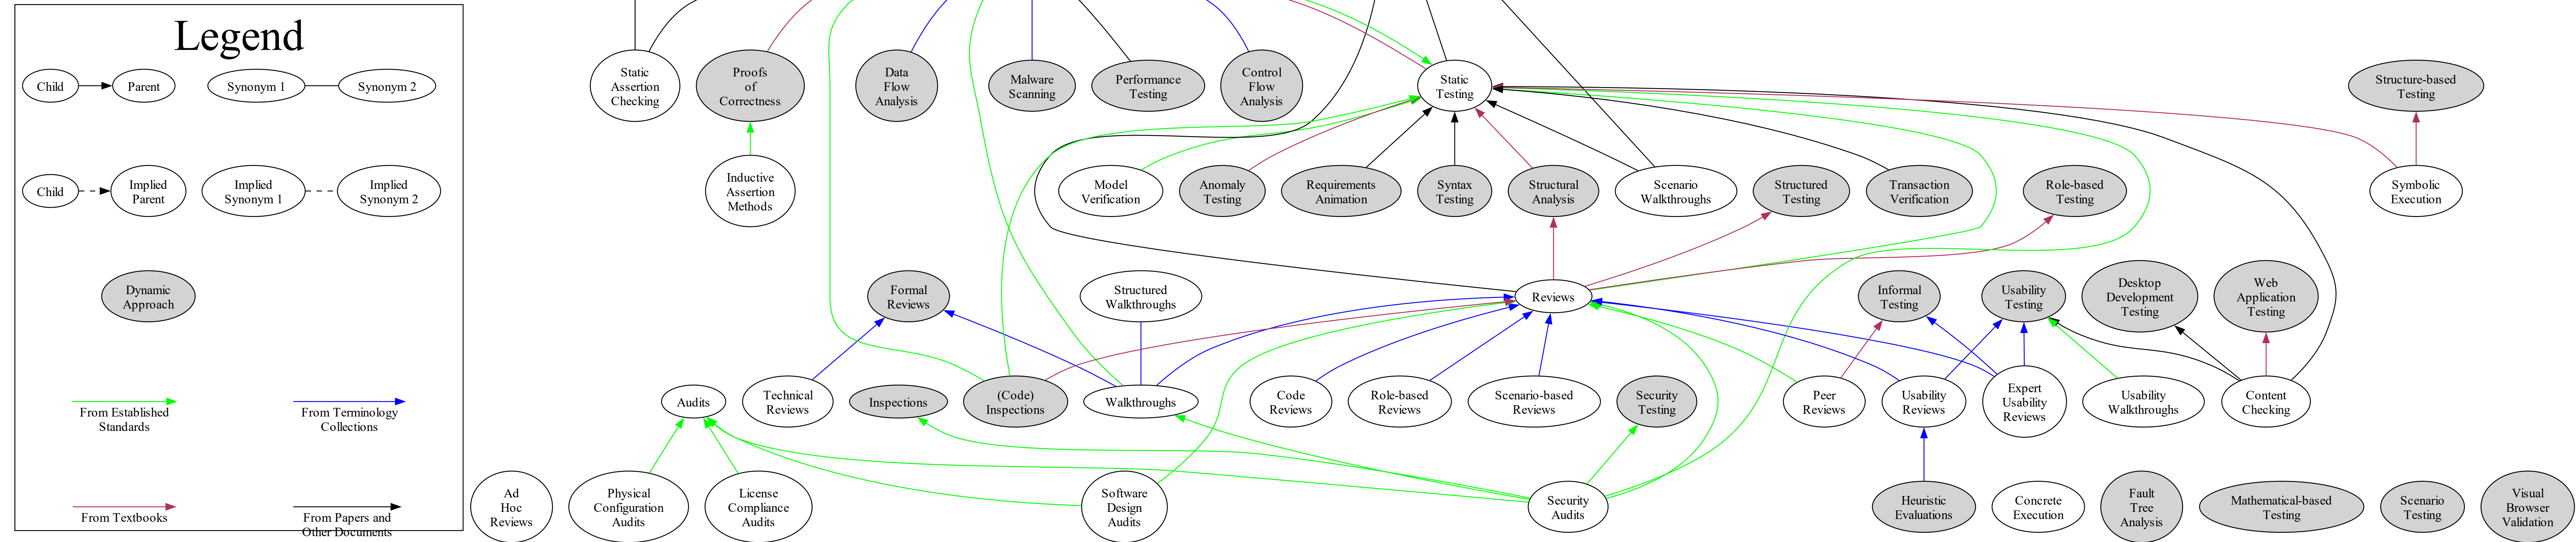 Legend
Child
Parent
Synonym 1
Synonym 2
Child
Implied
Parent
Implied
Synonym 1
Implied
Synonym 2
Dynamic
Approach
From Established
Standards
From Terminology
Collections
From Textbooks
From Papers and
Other Documents
Static
Assertion
Checking
Proofs
of
Correctness
Data
Flow
Analysis
Malware
Scanning
Performance
Testing
Control
Flow
Analysis
Static
Testing
Structure-based
Testing
Inductive
Assertion
Methods
Model
Verification
Anomaly
Testing
Requirements
Animation
Syntax
Testing
Structural
Analysis
Scenario
Walkthroughs
Structured
Testing
Transaction
Verification
Role-based
Testing
Symbolic
Execution
Formal
Reviews
Structured
Walkthroughs
Reviews
Informal
Testing
Usability
Testing
Desktop
Development
Testing
Web
Application
Testing
Audits
Technical
Reviews
Inspections
(Code)
Inspections
Walkthroughs
Code
Reviews
Role-based
Reviews
Scenario-based
Reviews
Security
Testing
Peer
Reviews
Usability
Reviews
Expert
Usability
Reviews
Usability
Walkthroughs
Content
Checking
Ad
Hoc
Reviews
Physical
Configuration
Audits
License
Compliance
Audits
Software
Design
Audits
Security
Audits
Heuristic
Evaluations
Concrete
Execution
Fault
Tree
Analysis
Mathematical-based
Testing
Scenario
Testing
Visual
Browser
Validation